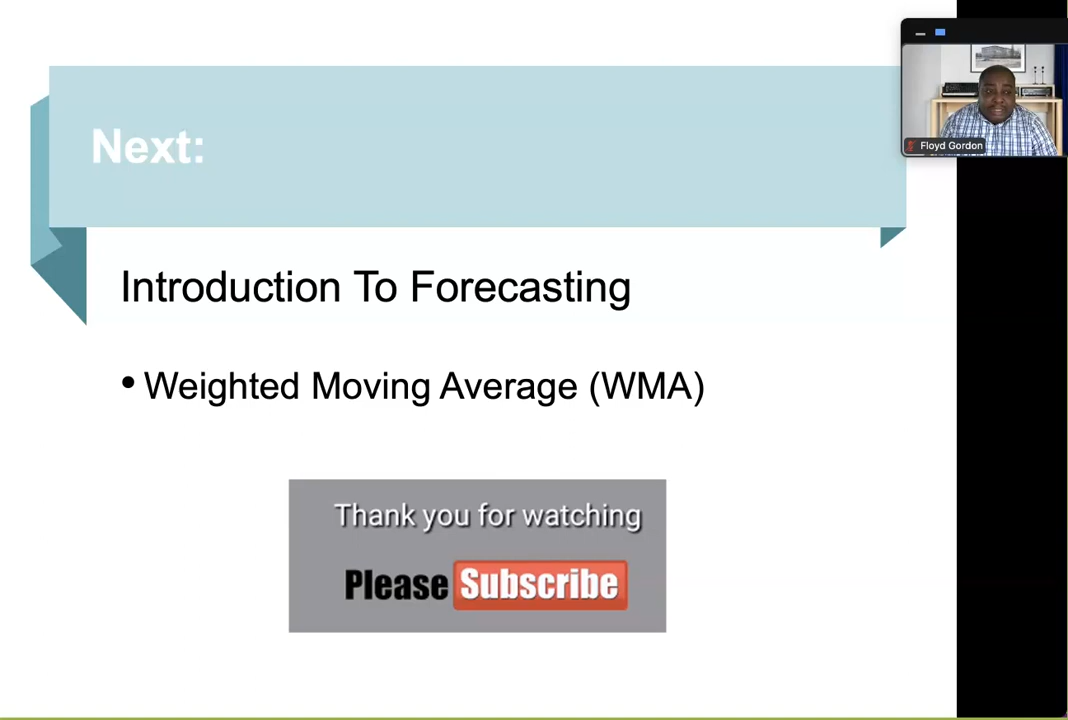 Next:
Floyd Gordon
Introduction To Forecasting
• Weighted Moving Average (WMA)
Thank you for watching
Please Subscribe